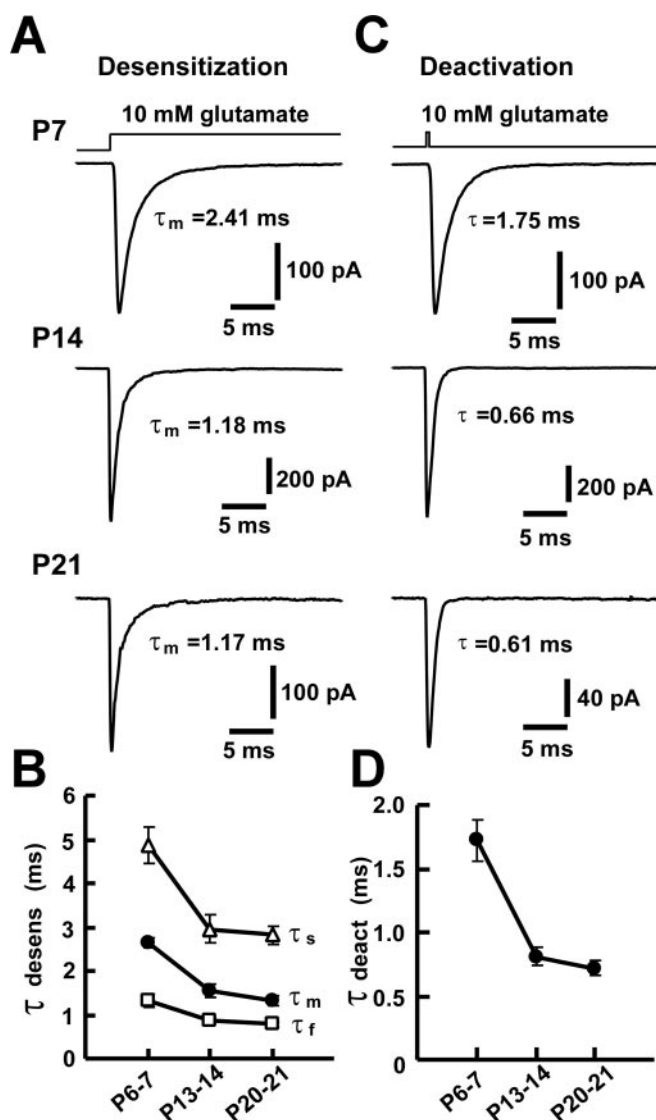 A
C
Desensitization
Deactivation
P7
10 mM glutamate
10 mM glutamate
τm =2.41 ms
100 pA
5 ms
τ=1.75 ms
100 pA
5 ms
P14
τm =1.18 ms
200 pA
5 ms
τ =0.66 ms
200 pA
5 ms
P21
τm =1.17 ms
100 pA
5 ms
τ =0.61 ms
40 pA
5 ms
B
τ desens (ms)
6
5
4
3
2
1
0
τs
τm
τf
P6-7
P13-14
P20-21
D
τ deact (ms)
2.0
1.5
1.0
0.5
0
P6-7
P13-14
P20-21